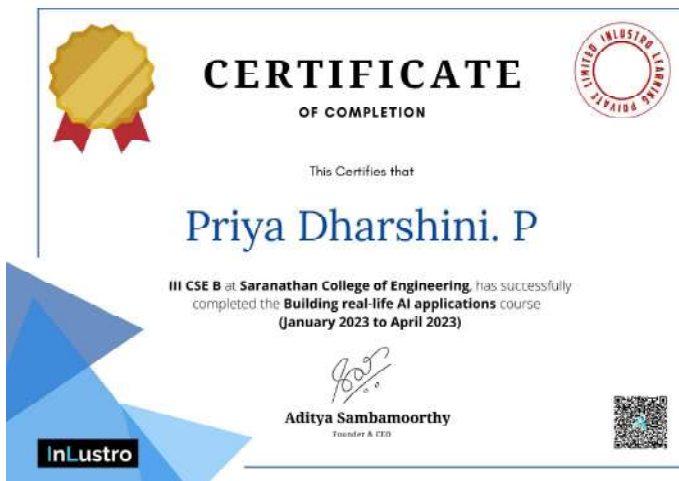 CERTIFICATE
OF COMPLETION
INLUSTRO LEARNING PRIVATE LIMITED
This Certifies that
Priya Dharshini. P
III CSE B at Saranathan College of Engineering, has successfully
completed the Building real-life AI applications course
(January 2023 to April 2023)
Aditya Sambamoorthy
Founder & CEO
InLustro